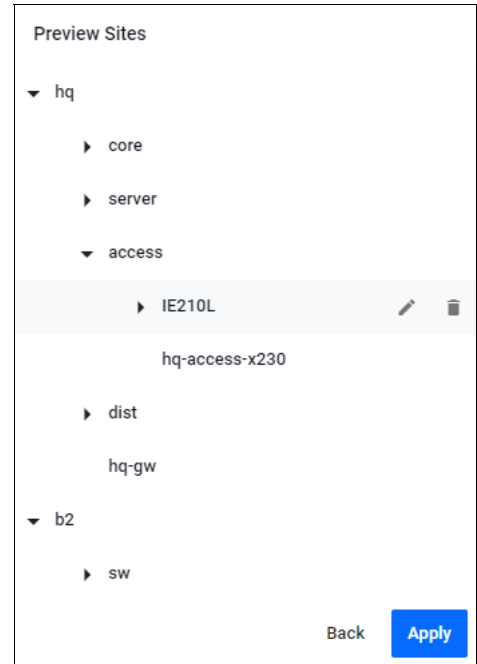 Preview Sites
hq
core
server
access
IE210L
hq-access-x230
dist
hq-gw
b2
sw
Back Apply